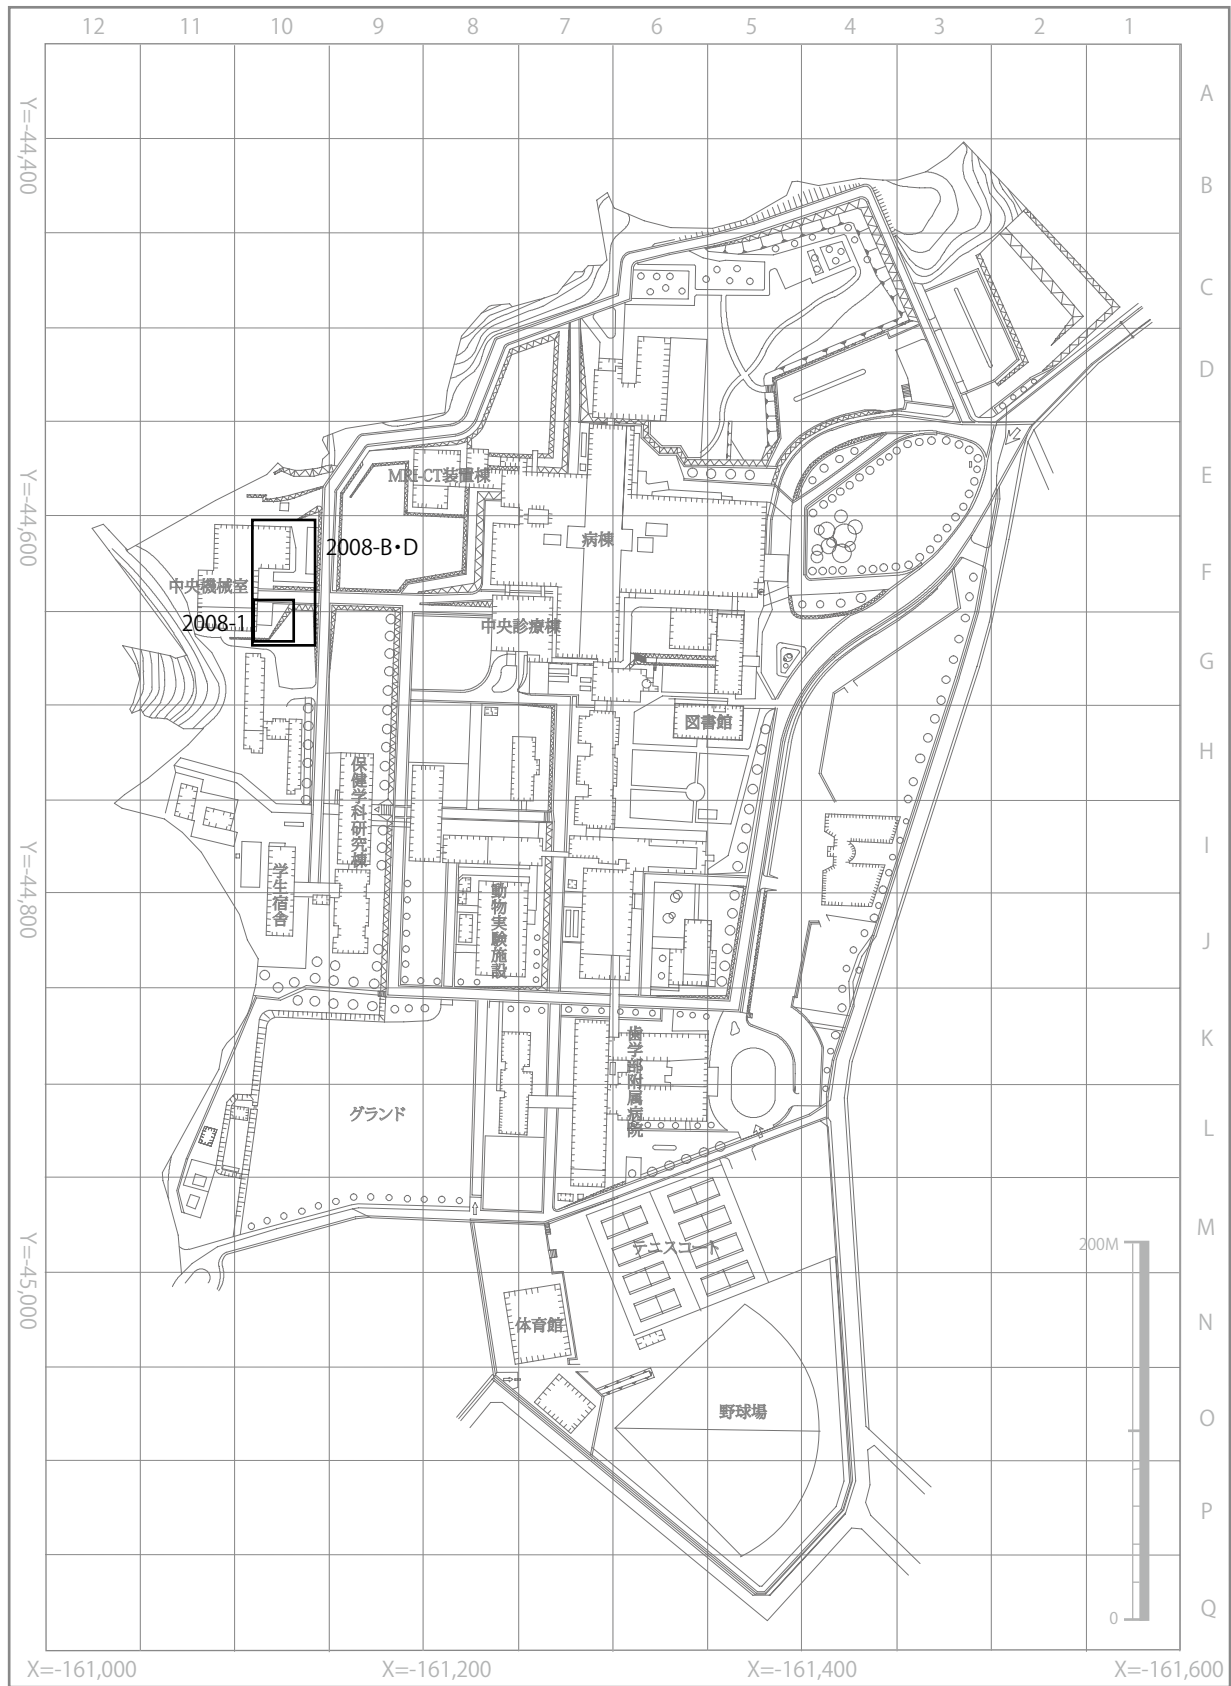 12 11 10 9 8 7 6 5 4 3 2 1
A
Y=-44,400
B
C
D
E
MRI-CT装置棟
Y=-44,600
病棟
2008-B・D
F
中央機械室
2008-1
中央診療棟
G
図書館
H
保健学科研究棟
I
Y=-44,800
学生宿舎
動物実験施設
J
歯学部附属病院
K
グランド
L
M
テニスコート
200M
Y=-45,000
体育館
N
野球場
O
P
Q
0
X=-161,000 X=-161,200 X=-161,400 X=-161,600